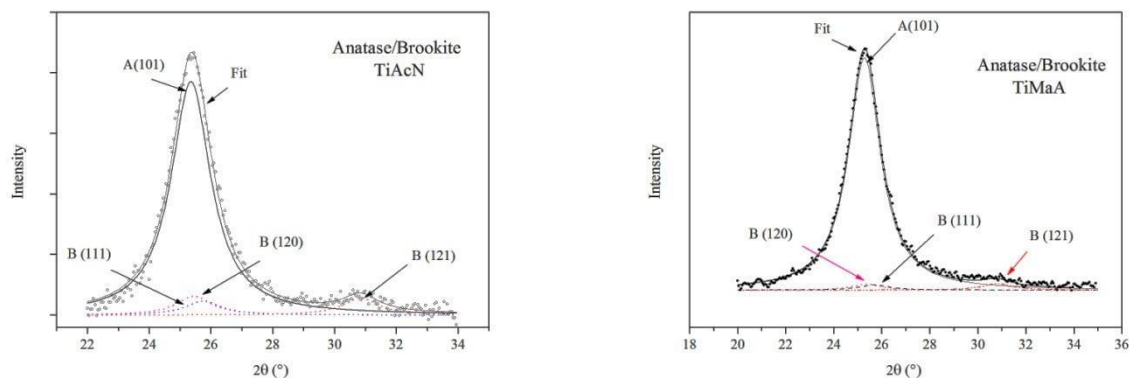 Anatase/Brookite
TiAcN
A(101)
Fit
B (111)
B (120)
B (121)
Intensity
22 24 26 28 30 32 34
2θ (°)
Fit
A(101)
Anatase/Brookite
TiMaA
B (120)
B (111)
B (121)
Intensity
18 20 22 24 26 28 30 32 34 36
2θ (°)